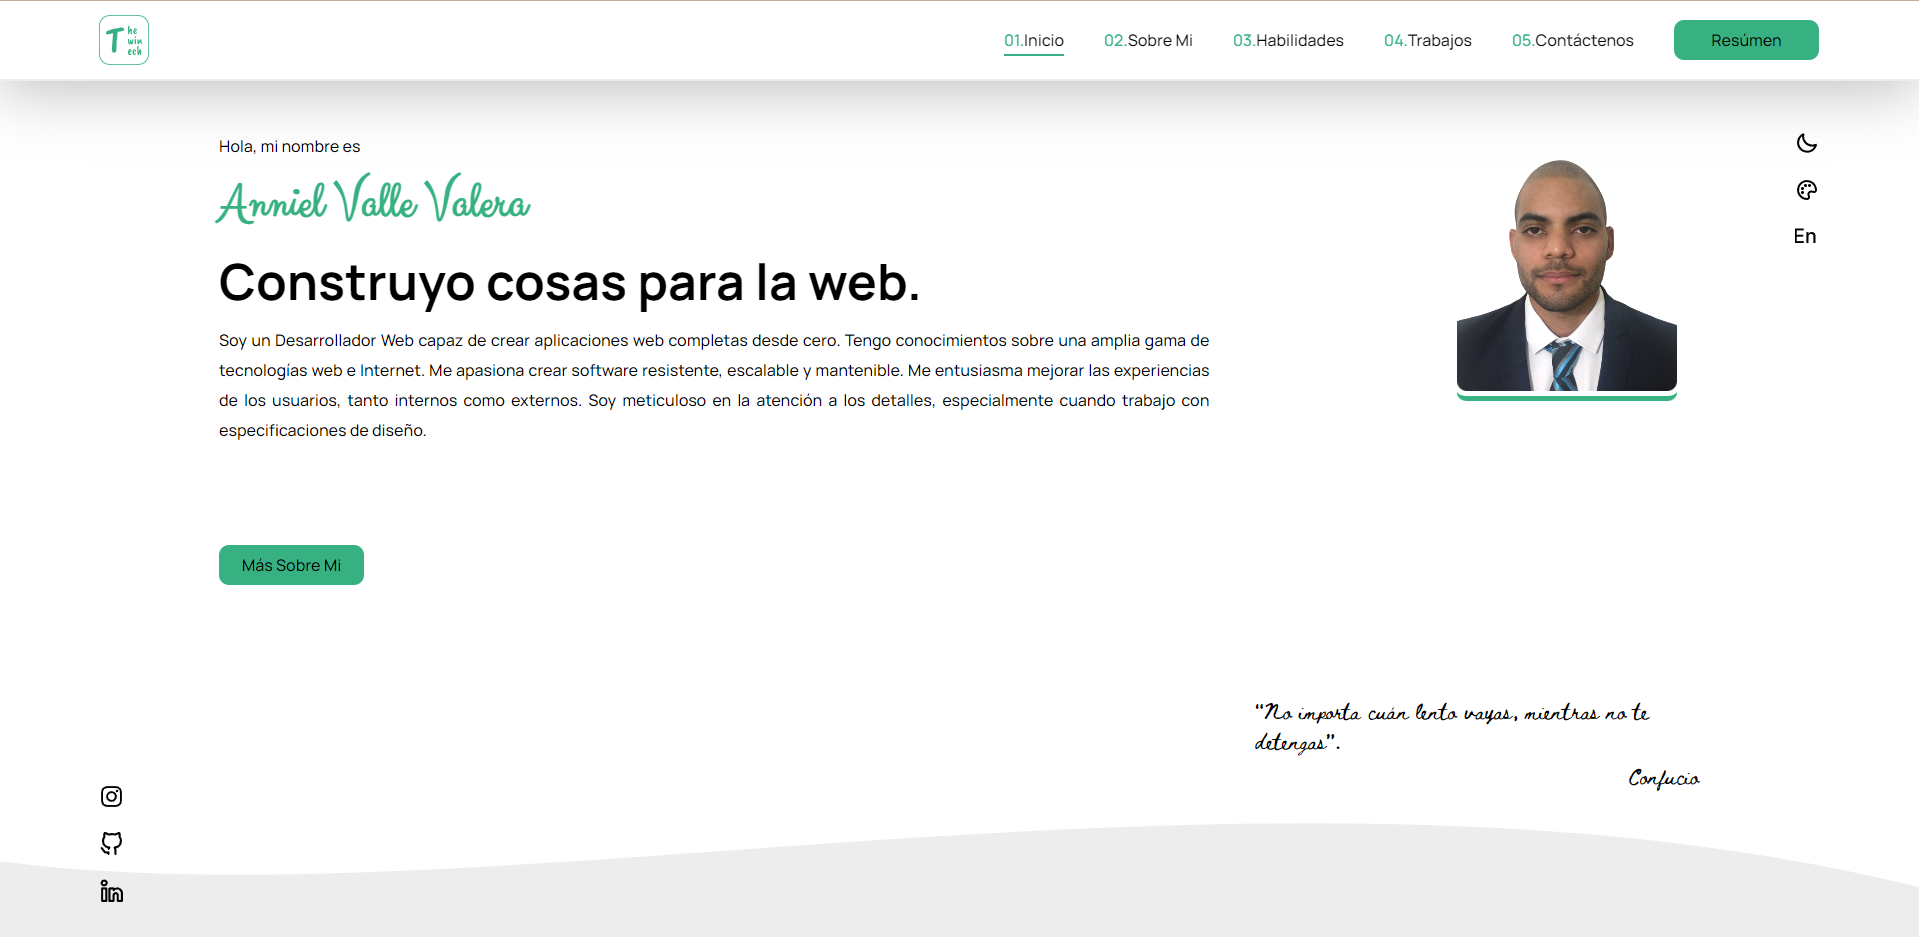 The
win
ech
01.Inicio 02.Sobre Mi 03.Habilidades 04.Trabajos 05.Contáctenos Resúmen
Hola, mi nombre es
Anniel Valle Valera
En
Construyo cosas para la web.
Soy un Desarrollador Web capaz de crear aplicaciones web completas desde cero. Tengo conocimientos sobre una amplia gama de
tecnologías web e Internet. Me apasiona crear software resistente, escalable y mantenible. Me entusiasma mejorar las experiencias
de los usuarios, tanto internos como externos. Soy meticuloso en la atención a los detalles, especialmente cuando trabajo con
especificaciones de diseño.
Más Sobre Mi
"No importa cuán lento vayas, mientras no te
detengas".
Confucio
in